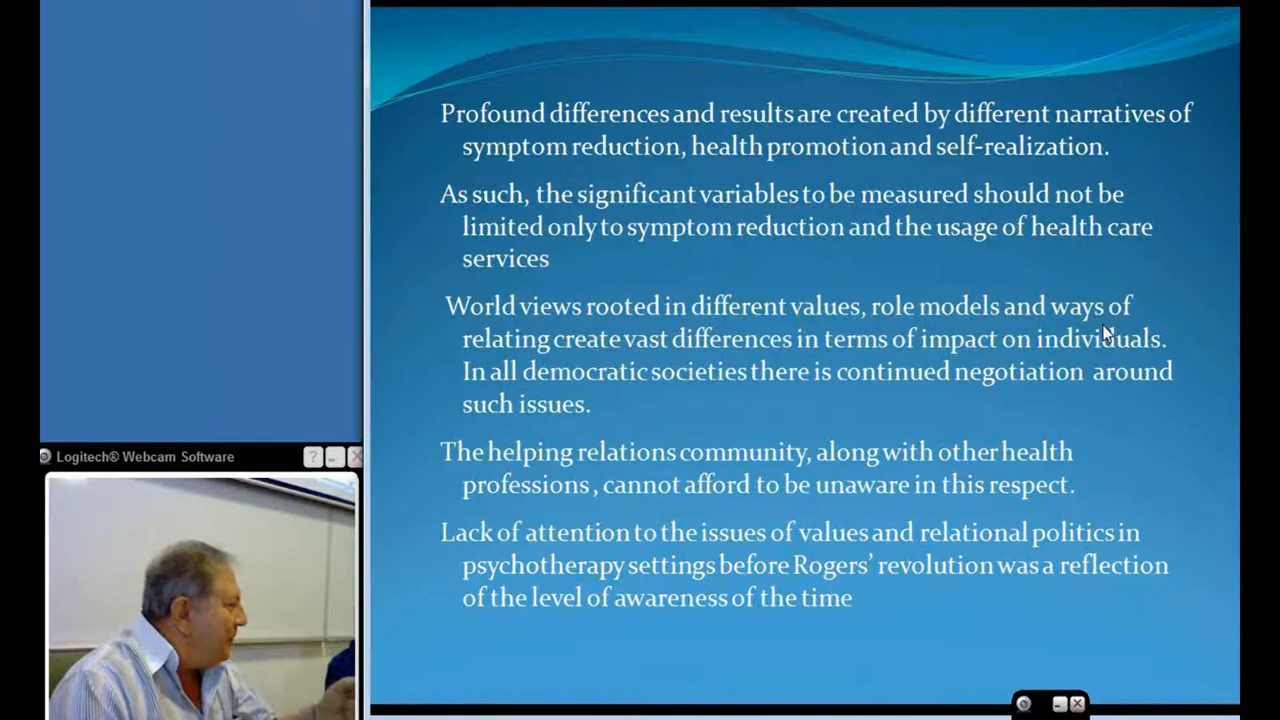 Profound differences and results are created by different narratives of
symptom reduction, health promotion and self-realization.
As such, the significant variables to be measured should not be
limited only to symptom reduction and the usage of health care
services
World views rooted in different values, role models and ways of
relating create vast differences in terms of impact on individuals.
In all democratic societies there is continued negotiation around
such issues.
The helping relations community, along with other health
professions , cannot afford to be unaware in this respect.
Lack of attention to the issues of values and relational politics in
psychotherapy settings before Rogers’ revolution was a reflection
of the level of awareness of the time
Logitech® Webcam Software